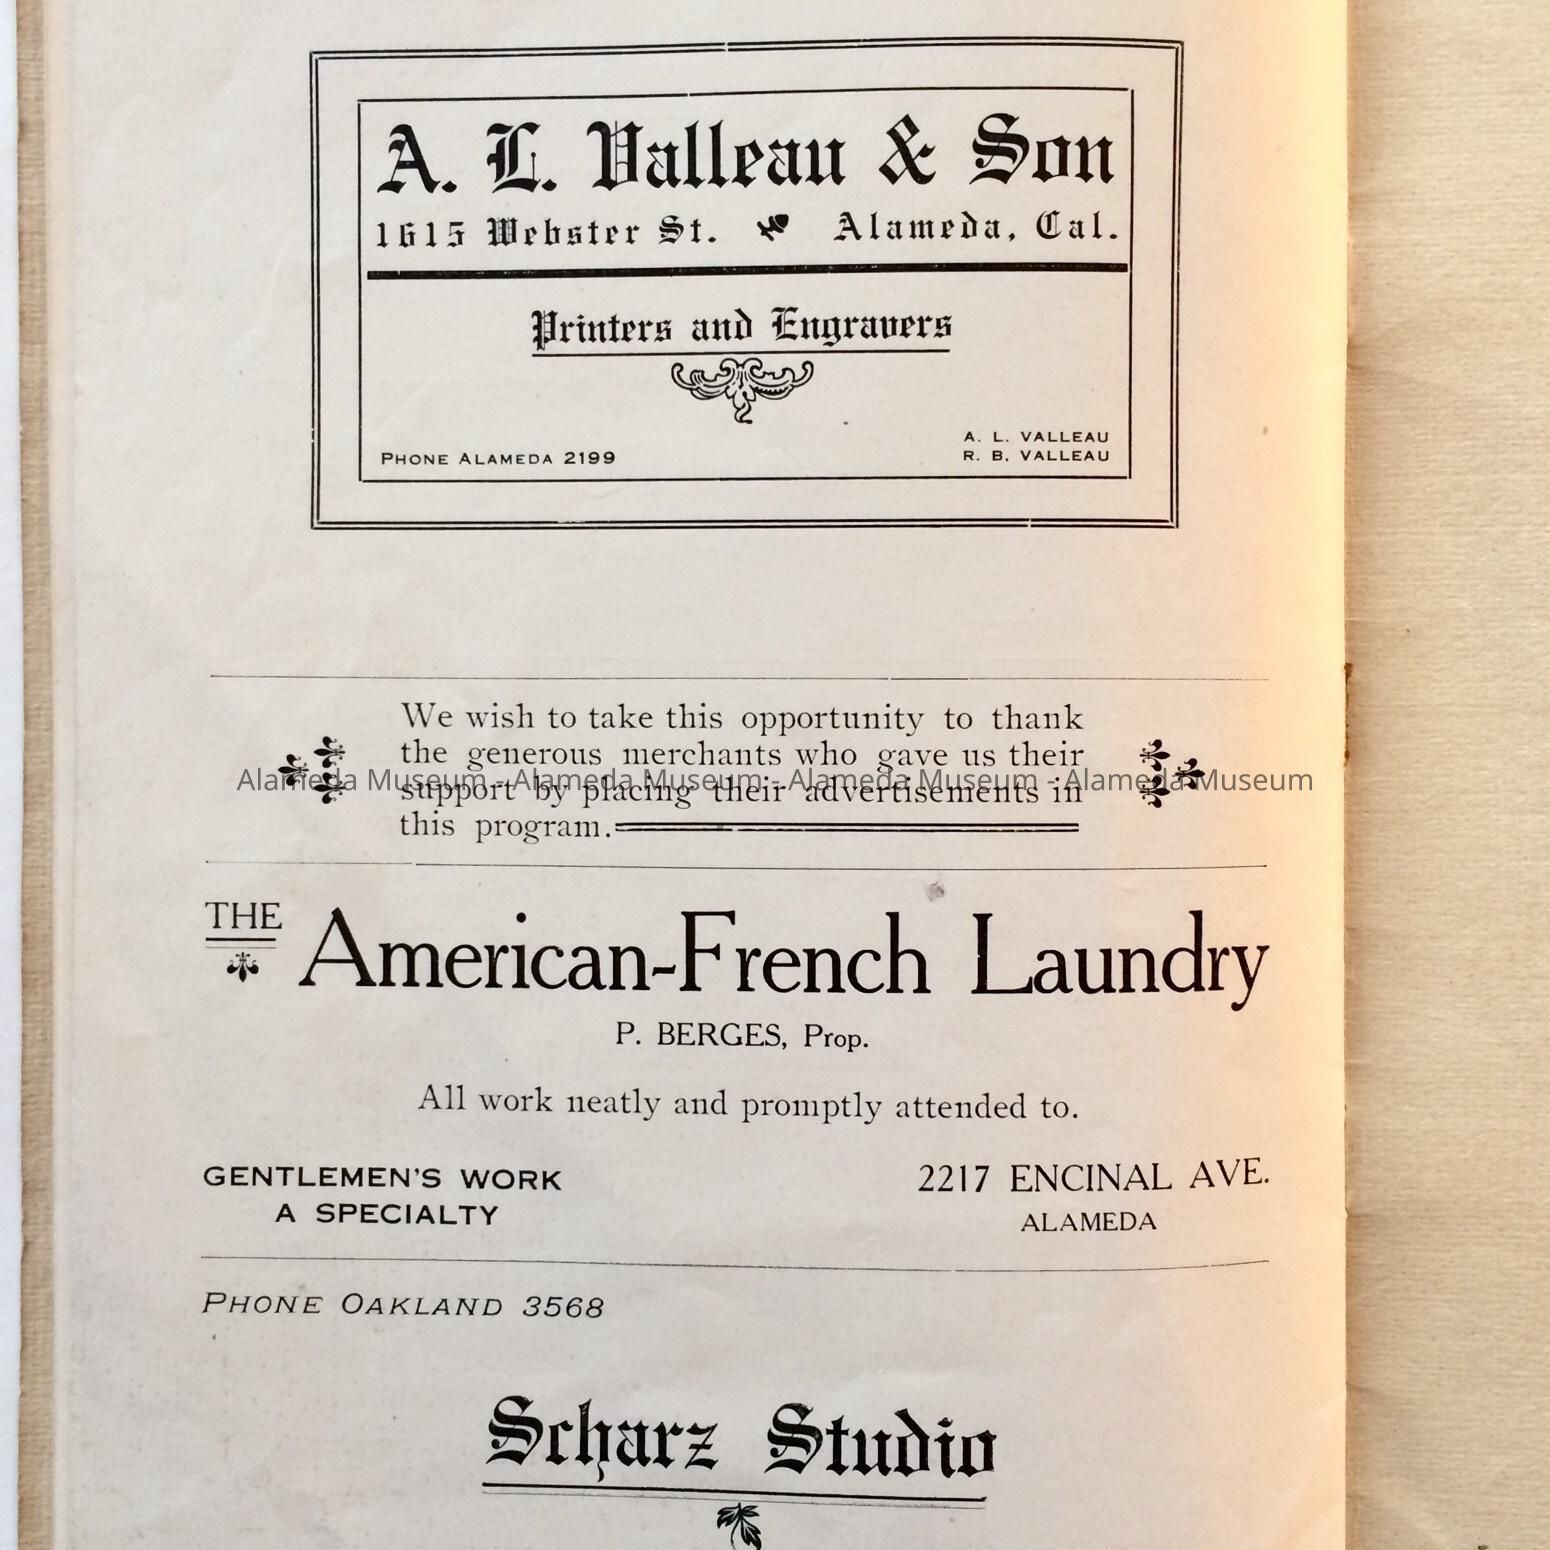 A. L. Valleau & Son
1615 Webster St. Alameda, Cal.
Printers and Engravers
PHONE ALAMEDA 2199
A. L. VALLEAU
R. B. VALLEAU
We wish to take this opportunity to thank
the generous merchants who gave us their
Alameda Museum - Alameda Museum - Alameda Museum - Alameda Museum
support by placing their advertisements in
this program.
THE American-French Laundry
P. BERGES, Prop.
All work neatly and promptly attended to.
GENTLEMEN'S WORK
A SPECIALTY
2217 ENCINAL AVE.
ALAMEDA
PHONE OAKLAND 3568
Scharz Studio